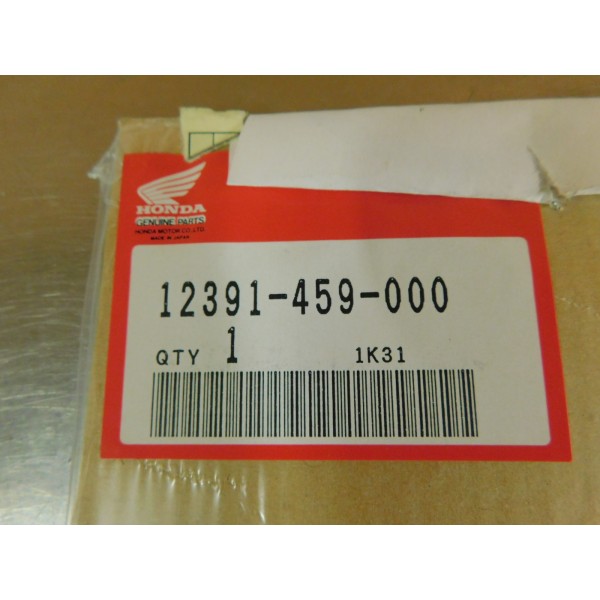 HONDA
GENUINE PARTS
HONDA MOTOR CO.,LTD.
MADE IN JAPAN
12391-459-000
QTY 1 1K31